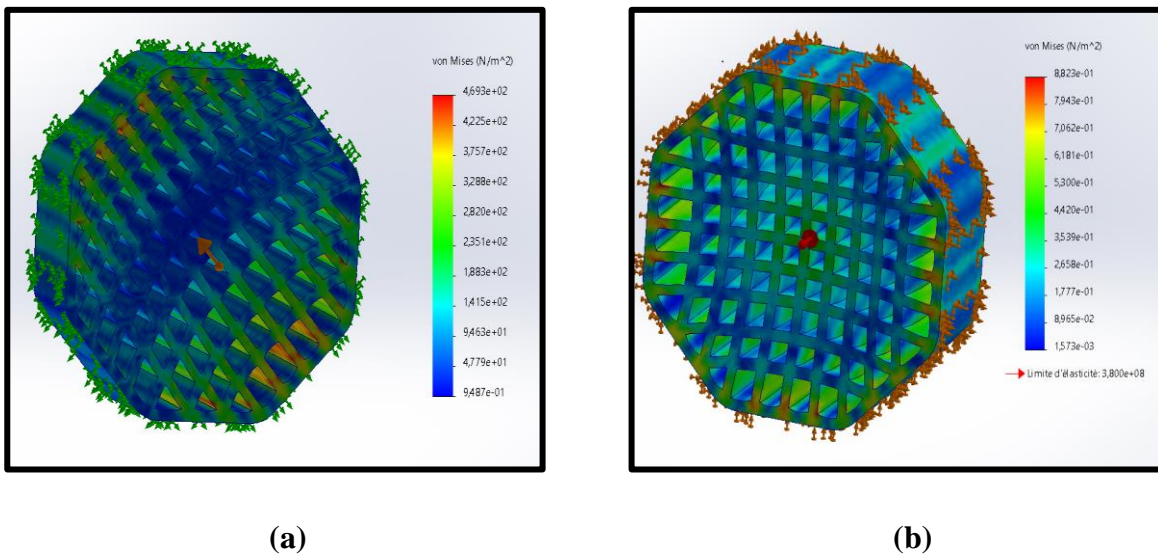 von Mises (N/m^2)
4,693e+02
4,225e+02
3,757e+02
3,288e+02
2,820e+02
2,351e+02
1,883e+02
1,415e+02
9,463e+01
4,779e+01
9,487e-01
von Mises (N/m^2)
8,823e-01
7,943e-01
7,062e-01
6,181e-01
5,300e-01
4,420e-01
3,539e-01
2,658e-01
1,777e-01
8,965e-02
1,573e-03
Limite d'élasticité: 3,800e+08
(a)
(b)